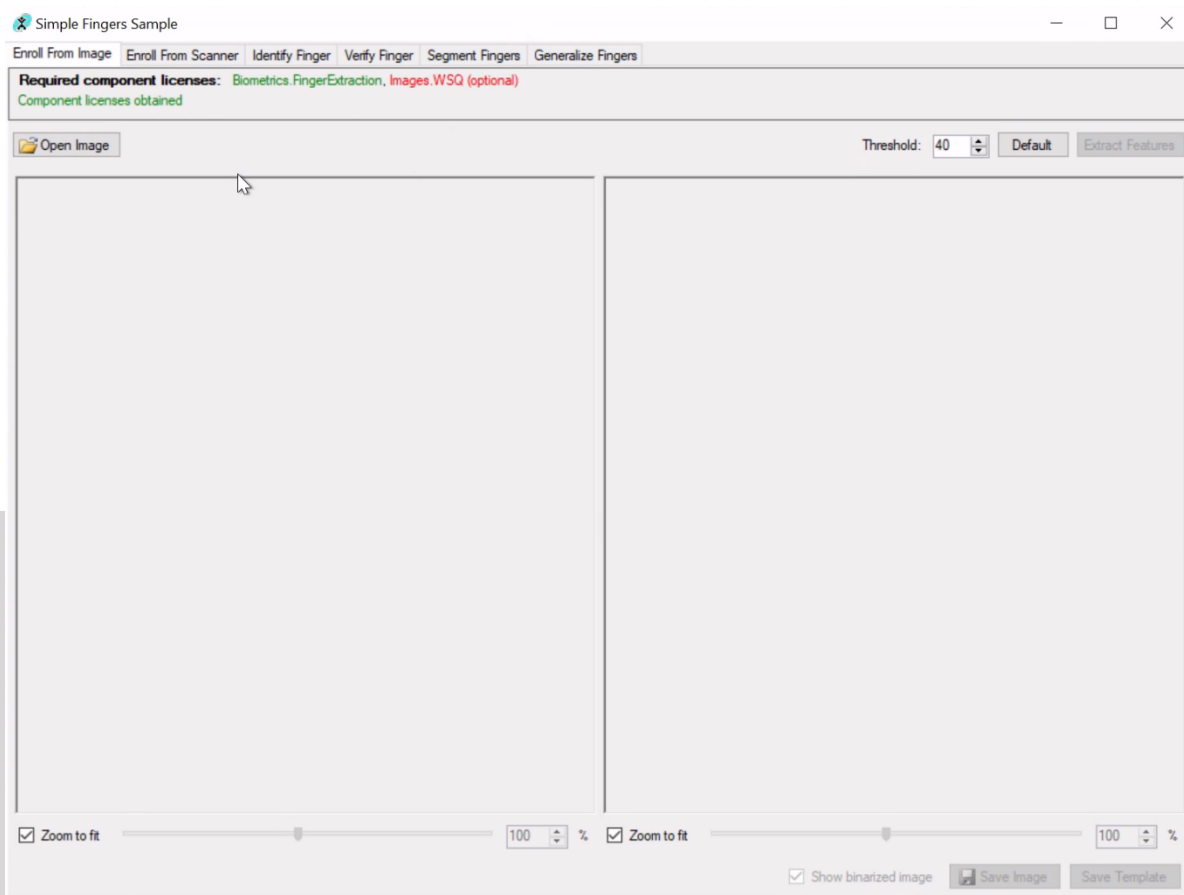 Simple Fingers Sample
Enroll From Image Enroll From Scanner Identify Finger Verify Finger Segment Fingers Generalize Fingers
Required component licenses: Biometrics.FingerExtraction, Images.WSQ (optional)
Component licenses obtained
Open Image Threshold: 40 Default Extract Features
Zoom to fit 100 % Zoom to fit 100 %
Show binarized image Save Image Save Template